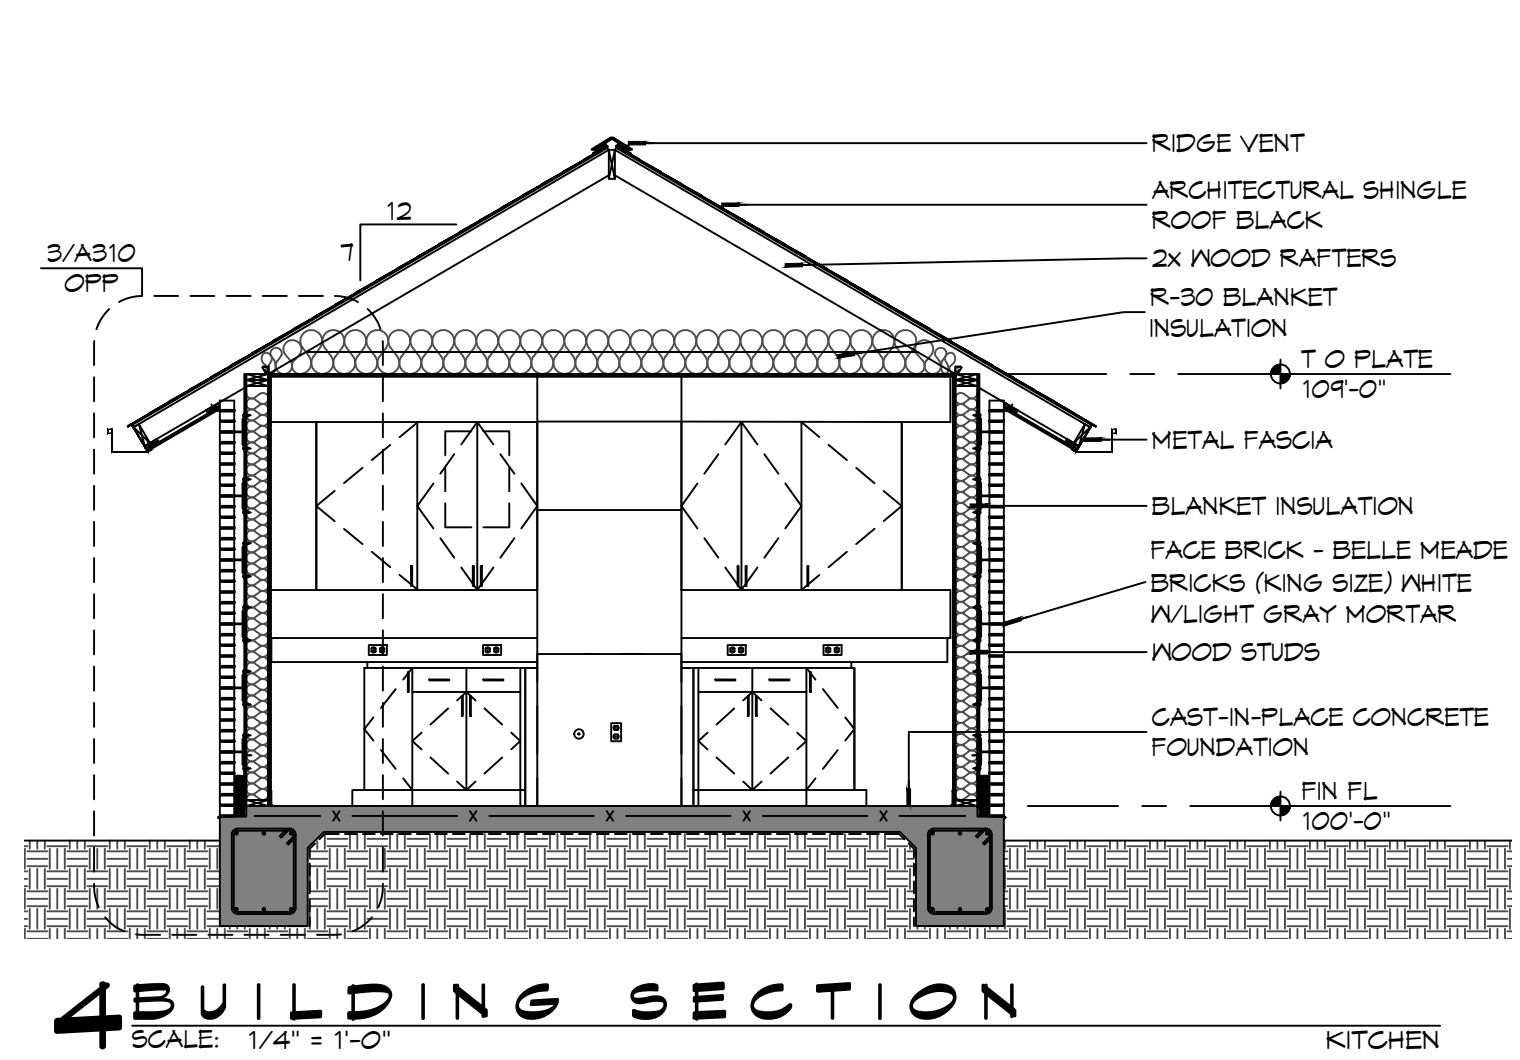 RIDGE VENT
ARCHITECTURAL SHINGLE
ROOF BLACK
12
7
3/A310
OPP
2x WOOD RAFTERS
R-30 BLANKET
INSULATION
T O PLATE
109'-0"
METAL FASCIA
BLANKET INSULATION
FACE BRICK - BELLE MEADE
BRICKS (KING SIZE) WHITE
W/LIGHT GRAY MORTAR
WOOD STUDS
CAST-IN-PLACE CONCRETE
FOUNDATION
FIN FL
100'-0"
X X X X X
4 BUILDING SECTION
SCALE: 1/4" = 1'-0"
KITCHEN